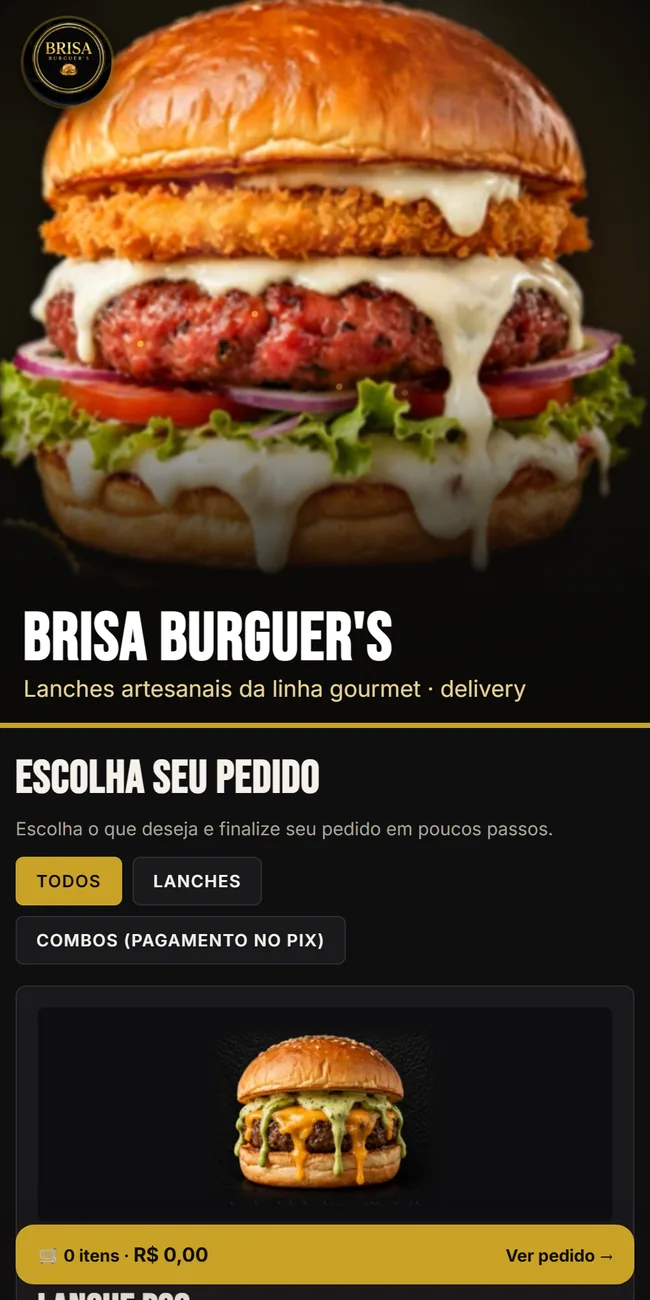 BRISA
BURGUER'S
BRISA BURGUER'S
Lanches artesanais da linha gourmet · delivery
ESCOLHA SEU PEDIDO
Escolha o que deseja e finalize seu pedido em poucos passos.
TODOS
LANCHES
COMBOS (PAGAMENTO NO PIX)
🛒 0 itens · R$ 0,00
Ver pedido →